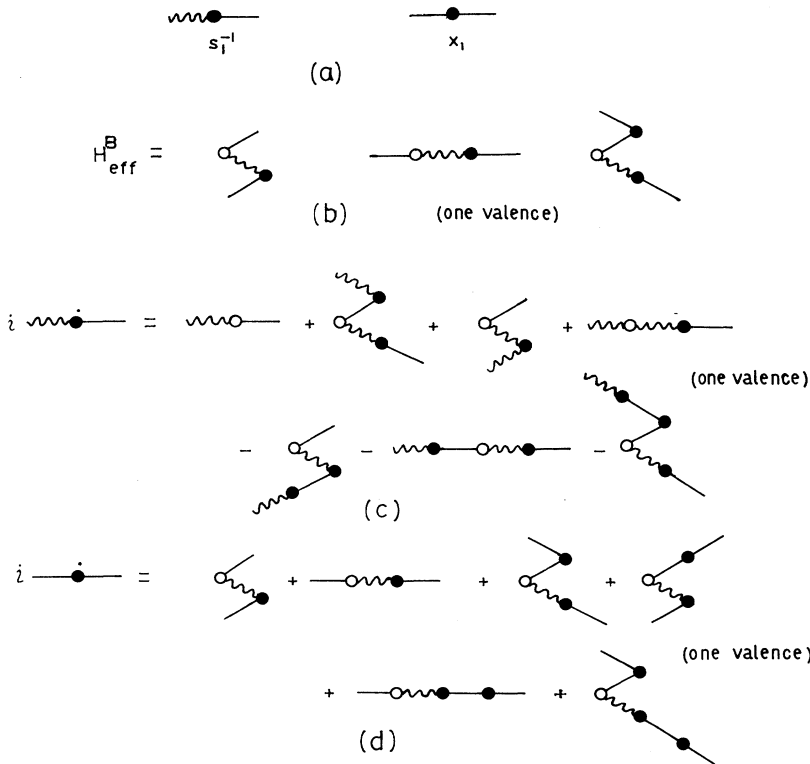 s₁⁻¹ x₁
(a)
H^B_eff =
(b) (one valence)
i = + + +
(one valence)
- - -
(c)
i = + + +
(one valence)
+ +
(d)